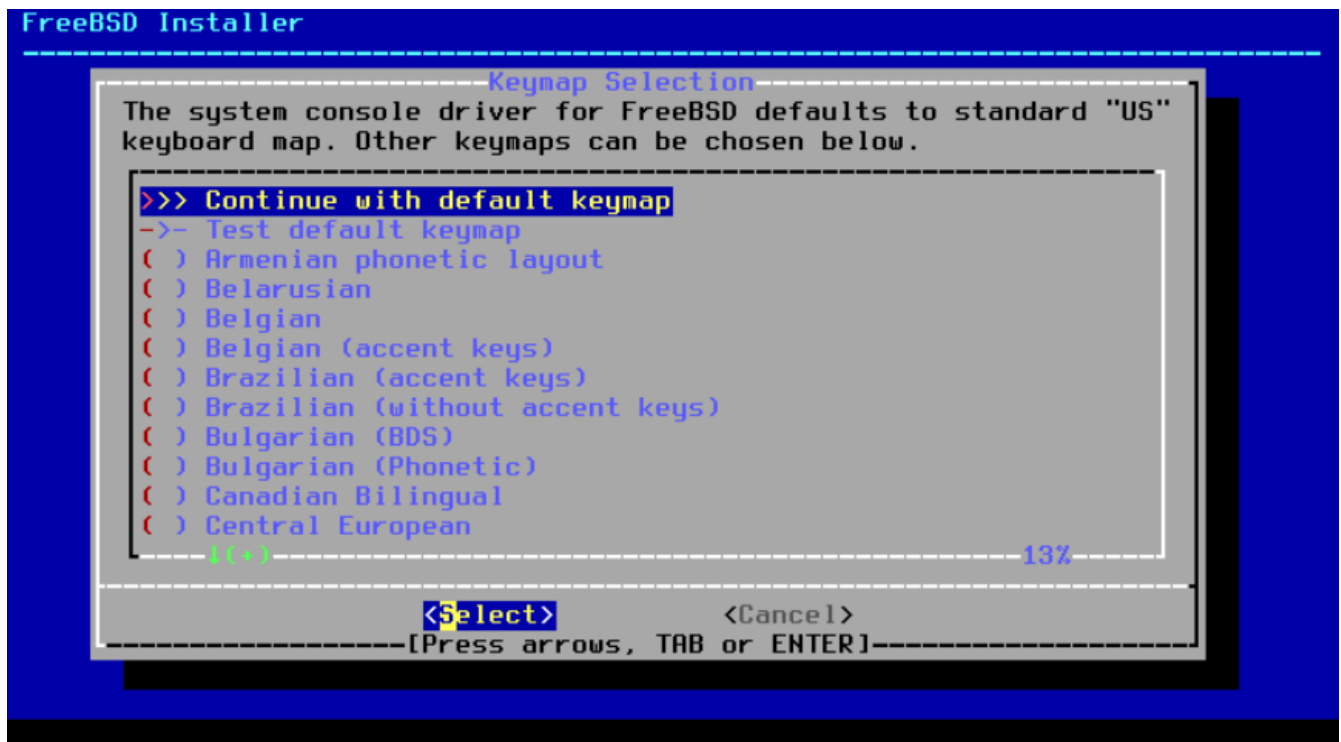 FreeBSD Installer
Keymap Selection
The system console driver for FreeBSD defaults to standard "US"
keyboard map. Other keymaps can be chosen below.
>>> Continue with default keymap
->- Test default keymap
( ) Armenian phonetic layout
( ) Belarusian
( ) Belgian
( ) Belgian (accent keys)
( ) Brazilian (accent keys)
( ) Brazilian (without accent keys)
( ) Bulgarian (BDS)
( ) Bulgarian (Phonetic)
( ) Canadian Bilingual
( ) Central European
↓(+) 13%
<Select> <Cancel>
[Press arrows, TAB or ENTER]